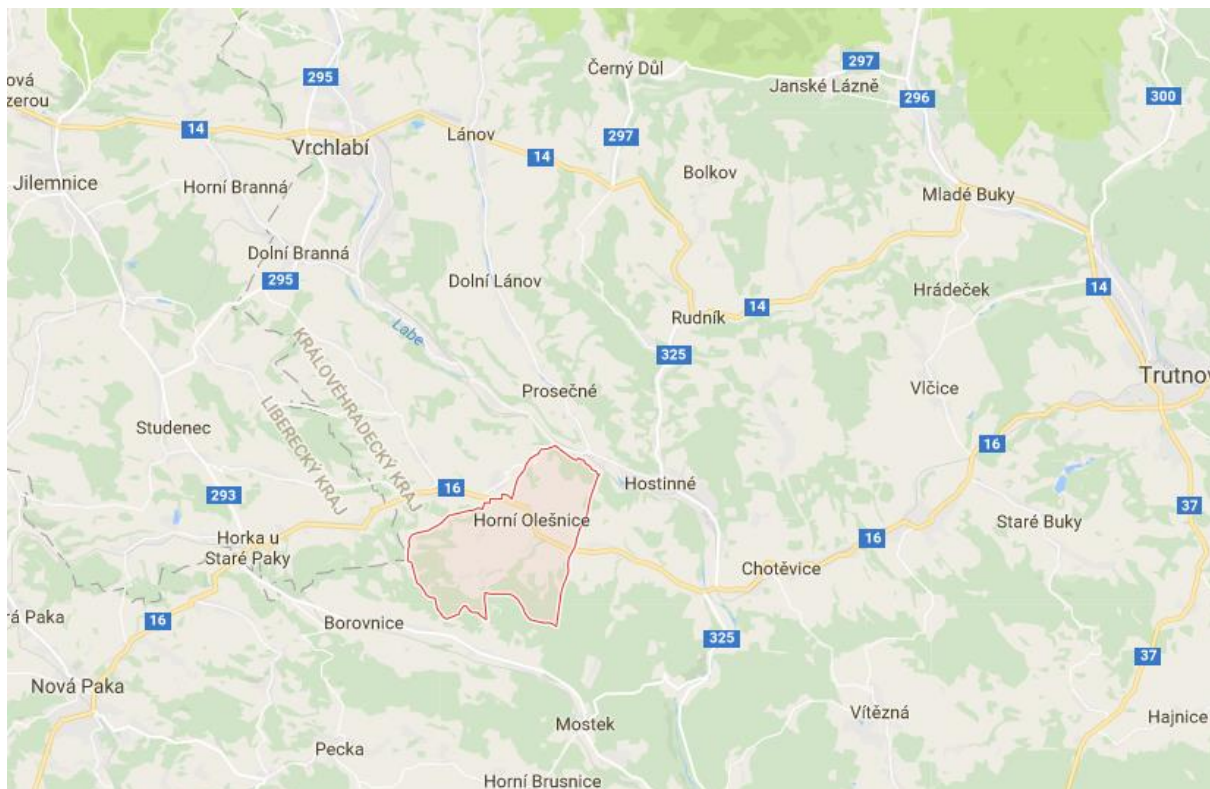 297
Černý Důl
295
Janské Lázně
296
300
ová
zerou
14
Vrchlabí
Lánov
297
14
Jilemnice
Horní Branná
Bolkov
Mladé Buky
Dolní Branná
295
Dolní Lánov
Hrádeček
14
14
Rudník
Labe
KRÁLOVÉHRADECKÝ KRAJ
LIBERECKÝ KRAJ
325
Trutnov
Prosečné
Vlčice
Studenec
16
293
16
Hostinné
37
Horní Olešnice
Staré Buky
Horka u
Staré Paky
16
Chotěvice
rá Paka
16
Borovnice
325
37
Nová Paka
Vítězná
Mostek
Hajnice
Pecka
Horní Brusnice